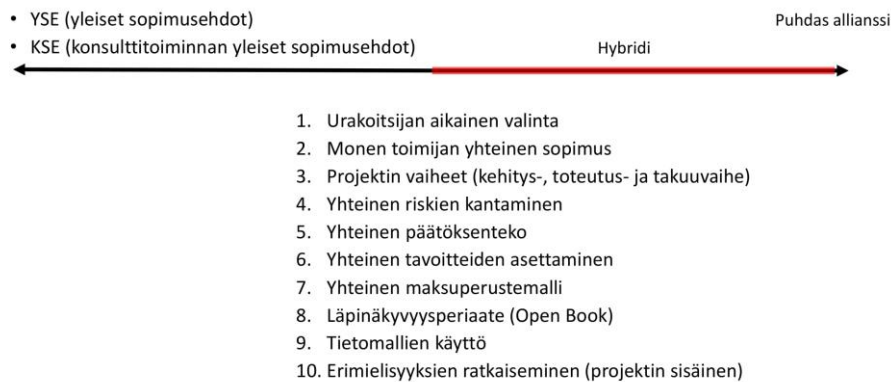 • YSE (yleiset sopimusehdot)
Puhdas allianssi
• KSE (konsulttitoiminnan yleiset sopimusehdot)
Hybridi
1. Urakoitsijan aikainen valinta
2. Monen toimijan yhteinen sopimus
3. Projektin vaiheet (kehitys-, toteutus- ja takuuvaihe)
4. Yhteinen riskien kantaminen
5. Yhteinen päätöksenteko
6. Yhteinen tavoitteiden asettaminen
7. Yhteinen maksuperustemalli
8. Läpinäkyvyysperiaate (Open Book)
9. Tietomallien käyttö
10. Erimielisyyksien ratkaiseminen (projektin sisäinen)